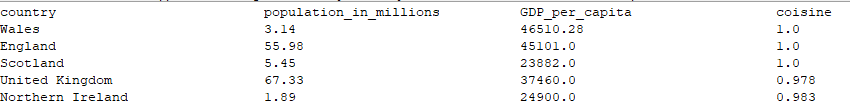 country population_in_millions GDP_per_capita coisine
Wales 3.14 46510.28 1.0
England 55.98 45101.0 1.0
Scotland 5.45 23882.0 1.0
United Kingdom 67.33 37460.0 0.978
Northern Ireland 1.89 24900.0 0.983